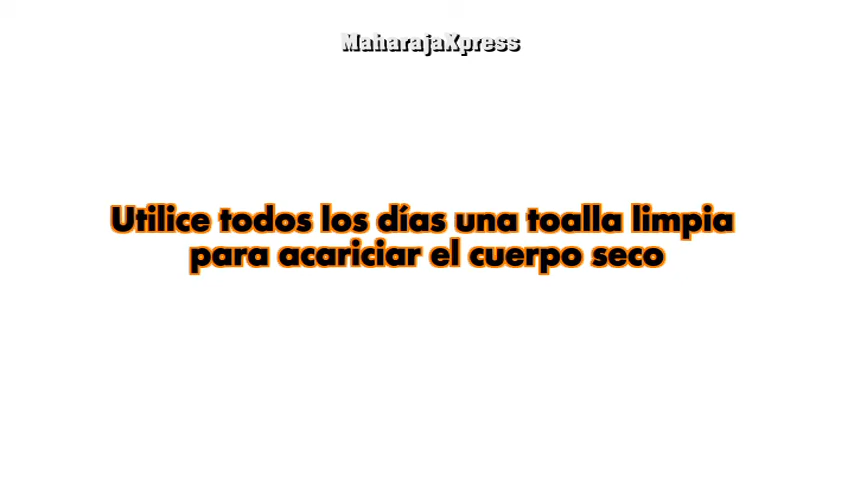 MaharajaXpress
Utilice todos los días una toalla limpia
para acariciar el cuerpo seco